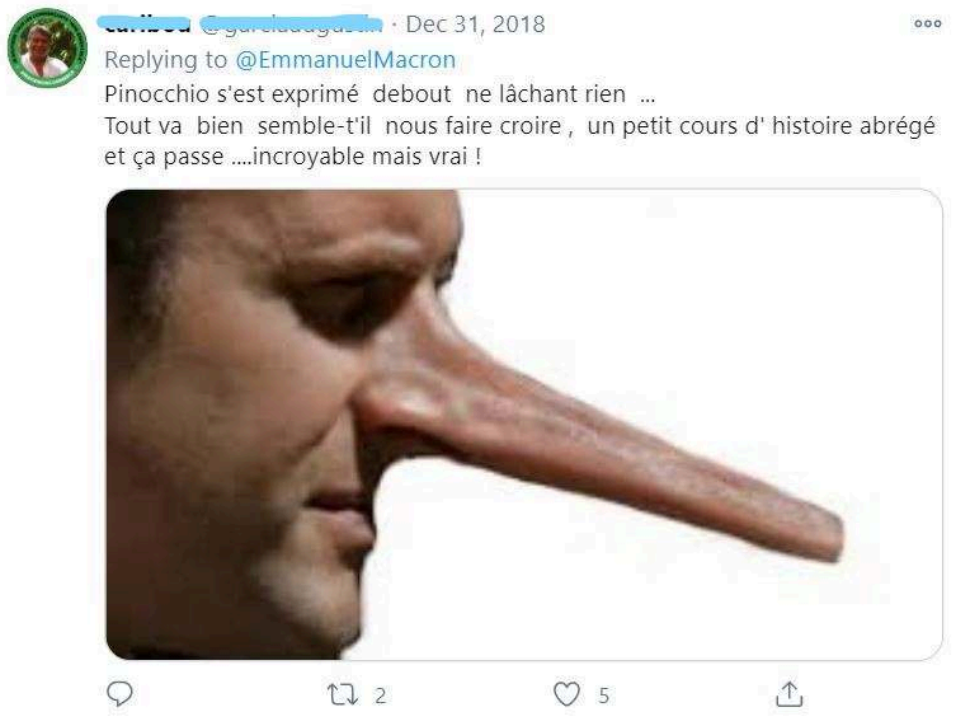 · Dec 31, 2018
Replying to @EmmanuelMacron
Pinocchio s'est exprimé debout ne lâchant rien ...
Tout va bien semble-t'il nous faire croire , un petit cours d' histoire abrégé
et ça passe ....incroyable mais vrai !
2 5